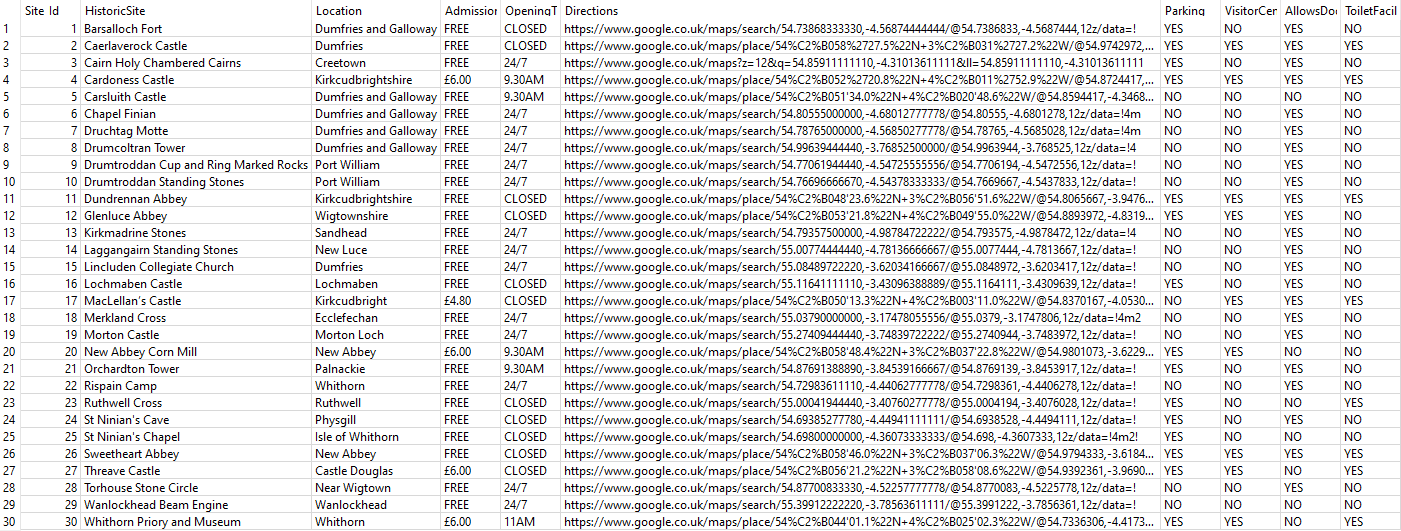 Site Id HistoricSite Location Admission OpeningT Directions Parking VisitorCen AllowsDo ToiletFacil
1 1 Barsalloch Fort Dumfries and Galloway FREE CLOSED https://www.google.co.uk/maps/search/54.73868333330,-4.56874444444/@54.7386833,-4.5687444,12z/data=! YES NO YES NO
2 2 Caerlaverock Castle Dumfries FREE CLOSED https://www.google.co.uk/maps/place/54%C2%B058%2727.5%22N+3%C2%B031%2727.2%22W/@54.9742972,... YES YES YES YES
3 3 Cairn Holy Chambered Cairns Creetown FREE 24/7 https://www.google.co.uk/maps?z=12&q=54.85911111110,-4.31013611111&ll=54.85911111110,-4.31013611111 YES NO YES NO
4 4 Cardoness Castle Kirkcudbrightshire £6.00 9.30AM https://www.google.co.uk/maps/place/54%C2%B052%2720.8%22N+4%C2%B011%2752.9%22W/@54.8724417,... YES YES YES YES
5 5 Carsluith Castle Dumfries and Galloway FREE 9.30AM https://www.google.co.uk/maps/place/54%C2%B051'34.0%22N+4%C2%B020'48.6%22W/@54.8594417,-4.3468... NO NO NO NO
6 6 Chapel Finian Dumfries and Galloway FREE 24/7 https://www.google.co.uk/maps/search/54.80555000000,-4.68012777778/@54.80555,-4.6801278,12z/data=!4m NO NO YES NO
7 7 Druchtag Motte Dumfries and Galloway FREE 24/7 https://www.google.co.uk/maps/search/54.78765000000,-4.56850277778/@54.78765,-4.5685028,12z/data=!4m NO NO YES NO
8 8 Drumcoltran Tower Dumfries and Galloway FREE 24/7 https://www.google.co.uk/maps/search/54.99639444440,-3.76852500000/@54.9963944,-3.768525,12z/data=!4 NO NO YES NO
9 9 Drumtroddan Cup and Ring Marked Rocks Port William FREE 24/7 https://www.google.co.uk/maps/search/54.77061944440,-4.54725555556/@54.7706194,-4.5472556,12z/data=! NO NO YES NO
10 10 Drumtroddan Standing Stones Port William FREE 24/7 https://www.google.co.uk/maps/search/54.76696666670,-4.54378333333/@54.7669667,-4.5437833,12z/data=! NO NO YES NO
11 11 Dundrennan Abbey Kirkcudbrightshire FREE CLOSED https://www.google.co.uk/maps/place/54%C2%B048'23.6%22N+3%C2%B056'51.6%22W/@54.8065667,-3.9476... YES YES YES YES
12 12 Glenluce Abbey Wigtownshire FREE CLOSED https://www.google.co.uk/maps/place/54%C2%B053'21.8%22N+4%C2%B049'55.0%22W/@54.8893972,-4.8319... YES YES YES NO
13 13 Kirkmadrine Stones Sandhead FREE 24/7 https://www.google.co.uk/maps/search/54.79357500000,-4.98784722222/@54.793575,-4.9878472,12z/data=!4 NO NO YES NO
14 14 Laggangairn Standing Stones New Luce FREE 24/7 https://www.google.co.uk/maps/search/55.00774444440,-4.78136666667/@55.0077444,-4.7813667,12z/data=! NO NO YES NO
15 15 Lincluden Collegiate Church Dumfries FREE 24/7 https://www.google.co.uk/maps/search/55.08489722220,-3.62034166667/@55.0848972,-3.6203417,12z/data=! NO NO YES NO
16 16 Lochmaben Castle Lochmaben FREE CLOSED https://www.google.co.uk/maps/search/55.11641111110,-3.43096388889/@55.1164111,-3.4309639,12z/data=! YES NO YES NO
17 17 MacLellan's Castle Kirkcudbright £4.80 CLOSED https://www.google.co.uk/maps/place/54%C2%B050'13.3%22N+4%C2%B003'11.0%22W/@54.8370167,-4.0530... NO YES YES YES
18 18 Merkland Cross Ecclefechan FREE 24/7 https://www.google.co.uk/maps/search/55.03790000000,-3.17478055556/@55.0379,-3.1747806,12z/data=!4m2 NO NO YES NO
19 19 Morton Castle Morton Loch FREE 24/7 https://www.google.co.uk/maps/search/55.27409444440,-3.74839722222/@55.2740944,-3.7483972,12z/data=! NO NO YES NO
20 20 New Abbey Corn Mill New Abbey £6.00 9.30AM https://www.google.co.uk/maps/place/54%C2%B058'48.4%22N+3%C2%B037'22.8%22W/@54.9801073,-3.6229... YES YES NO NO
21 21 Orchardton Tower Palnackie FREE 9.30AM https://www.google.co.uk/maps/search/54.87691388890,-3.84539166667/@54.8769139,-3.8453917,12z/data=! YES NO YES NO
22 22 Rispain Camp Whithorn FREE 24/7 https://www.google.co.uk/maps/search/54.72983611110,-4.44062777778/@54.7298361,-4.4406278,12z/data=! NO NO YES NO
23 23 Ruthwell Cross Ruthwell FREE CLOSED https://www.google.co.uk/maps/search/55.00041944440,-3.40760277778/@55.0004194,-3.4076028,12z/data=! YES NO NO YES
24 24 St Ninian's Cave Physgill FREE CLOSED https://www.google.co.uk/maps/search/54.69385277780,-4.44941111111/@54.6938528,-4.4494111,12z/data=! YES NO YES NO
25 25 St Ninian's Chapel Isle of Whithorn FREE CLOSED https://www.google.co.uk/maps/search/54.69800000000,-4.36073333333/@54.698,-4.3607333,12z/data=!4m2! YES NO NO NO
26 26 Sweetheart Abbey New Abbey FREE CLOSED https://www.google.co.uk/maps/place/54%C2%B058'46.0%22N+3%C2%B037'06.3%22W/@54.9794333,-3.6184... YES YES YES YES
27 27 Threave Castle Castle Douglas £6.00 CLOSED https://www.google.co.uk/maps/place/54%C2%B056'21.2%22N+3%C2%B058'08.6%22W/@54.9392361,-3.9690... YES YES NO YES
28 28 Torhouse Stone Circle Near Wigtown FREE 24/7 https://www.google.co.uk/maps/search/54.87700833330,-4.52257777778/@54.8770083,-4.5225778,12z/data=! NO NO YES NO
29 29 Wanlockhead Beam Engine Wanlockhead FREE 24/7 https://www.google.co.uk/maps/search/55.39912222220,-3.78563611111/@55.3991222,-3.7856361,12z/data=! NO NO YES NO
30 30 Whithorn Priory and Museum Whithorn £6.00 11AM https://www.google.co.uk/maps/place/54%C2%B044'01.1%22N+4%C2%B025'02.3%22W/@54.7336306,-4.4173... YES YES NO YES